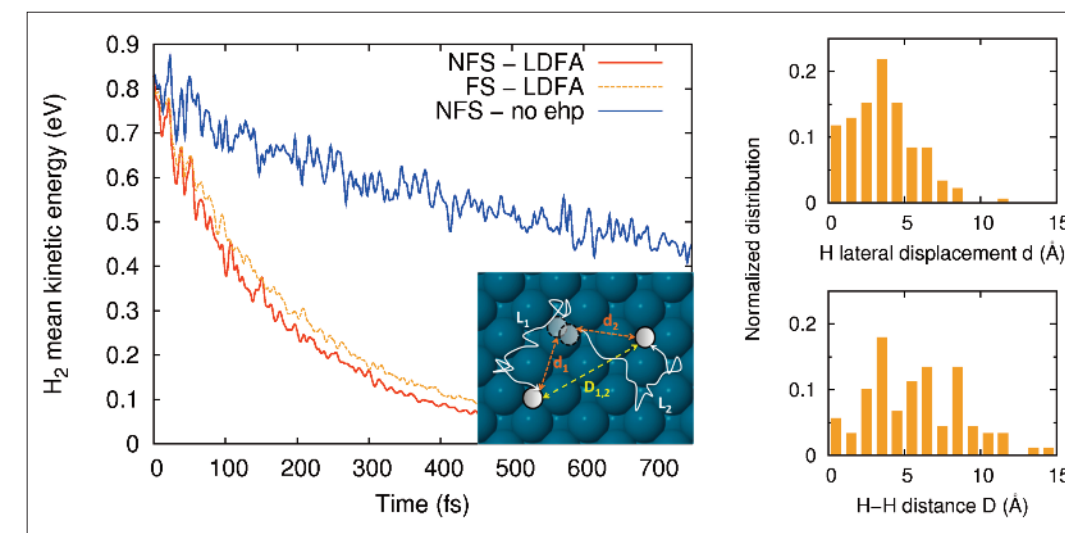 H2 mean kinetic energy (eV)
0.9
0.8
0.7
0.6
0.5
0.4
0.3
0.2
0.1
0
NFS – LDFA
FS – LDFA
NFS – no ehp
L1
d1
d2
D1,2
L2
0 100 200 300 400 500 600 700
Time (fs)
Normalized distribution
0.2
0.1
0
0 5 10 15
H lateral displacement d (Å)
0.2
0.1
0
0 5 10 15
H–H distance D (Å)